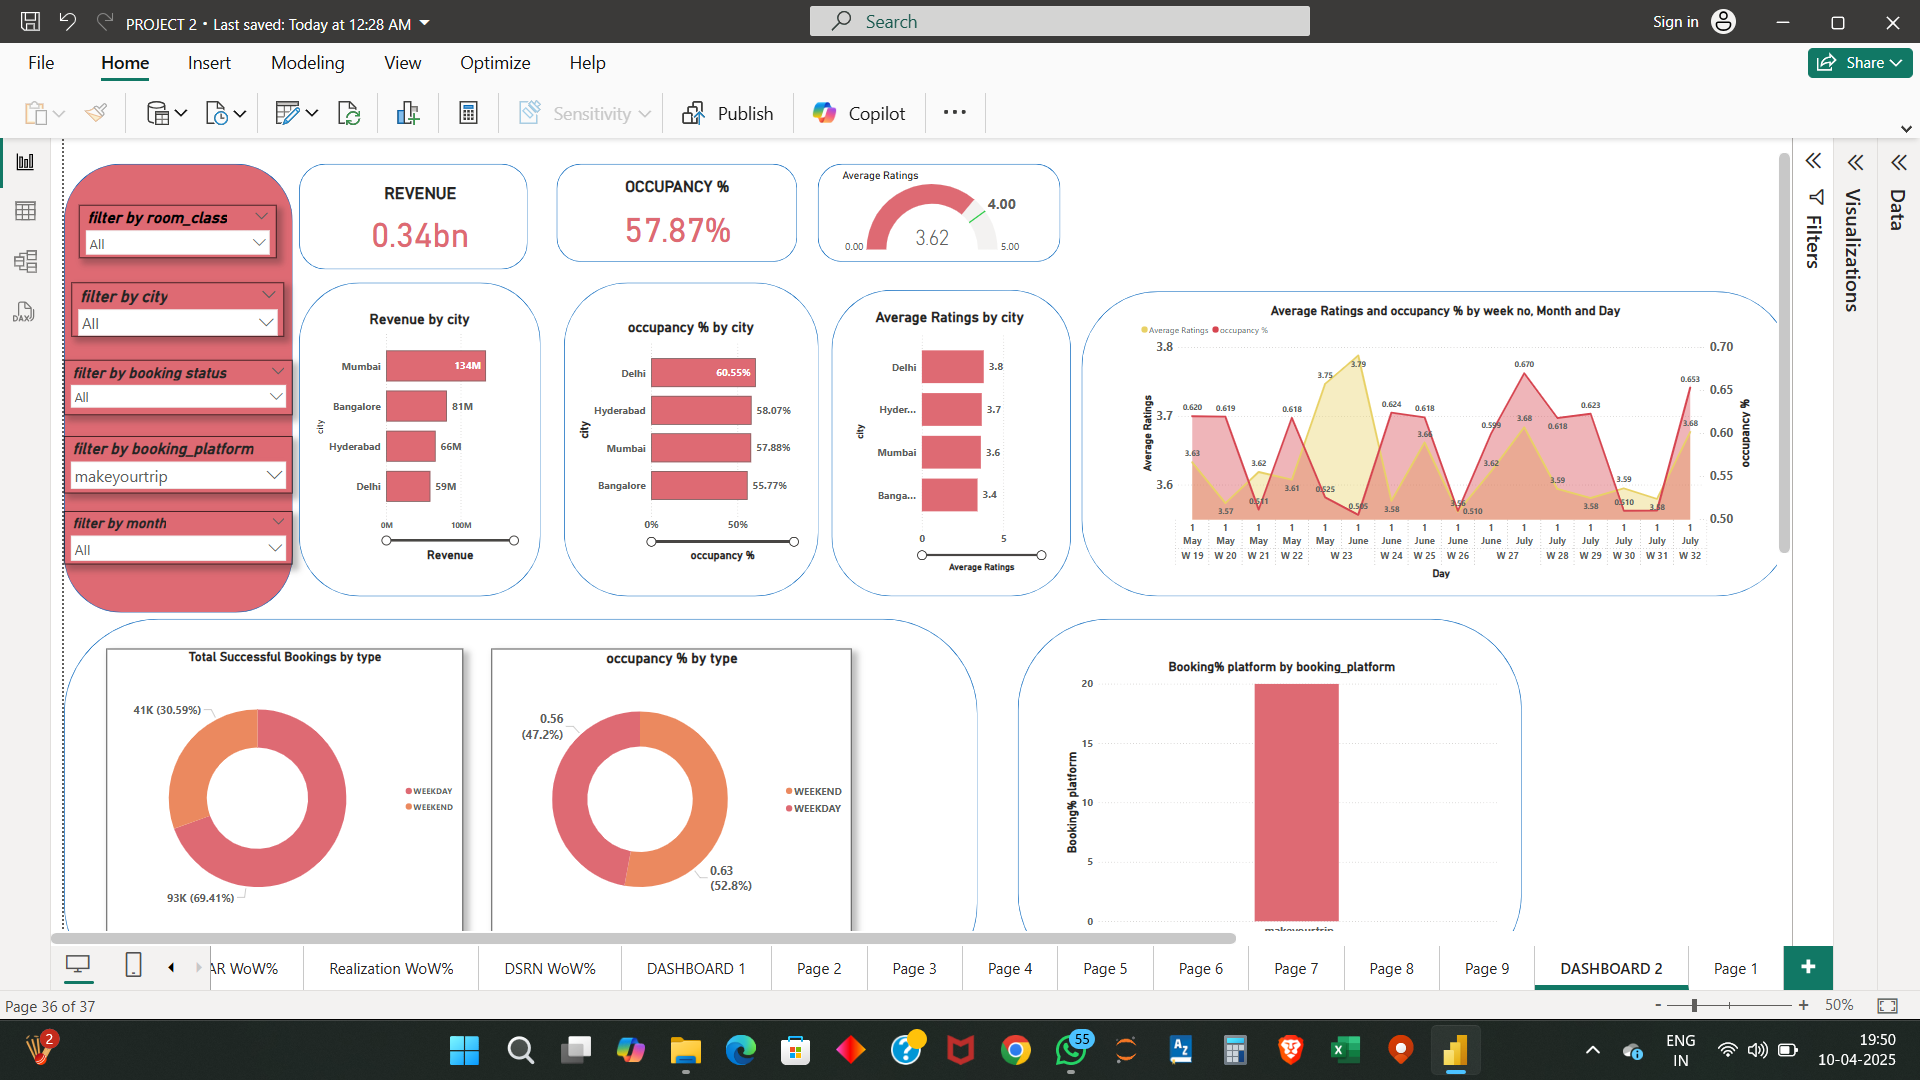 PROJECT 2 • Last saved: Today at 12:28 AM
Search
Sign in
File
Home
Insert
Modeling
View
Optimize
Help
Share
Sensitivity
Publish
Copilot
filter by room_class
All
filter by city
All
filter by booking status
All
filter by booking_platform
makeyourtrip
filter by month
All
REVENUE
0.34bn
OCCUPANCY %
57.87%
Average Ratings
4.00
3.62
0.00
5.00
Revenue by city
city
Mumbai 134M
Bangalore 81M
Hyderabad 66M
Delhi 59M
0M 100M
Revenue
occupancy % by city
city
Delhi 60.55%
Hyderabad 58.07%
Mumbai 57.88%
Bangalore 55.77%
0% 50%
occupancy %
Average Ratings by city
city
Delhi 3.8
Hyder... 3.7
Mumbai 3.6
Banga... 3.4
0 5
Average Ratings
Average Ratings and occupancy % by week no, Month and Day
Average Ratings occupancy %
Average Ratings
3.8
3.7
3.6
0.70
0.65
0.60
0.55
0.50
occupancy %
0.620 0.619 0.511 0.618 0.525 0.505 0.624 0.618 0.510 0.599 0.670 0.618 0.623 0.510 0.653
3.63 3.57 3.62 3.61 3.75 3.79 3.58 3.66 3.56 3.62 3.68 3.59 3.58 3.59 3.58 3.68
1 1 1 1 1 1 1 1 1 1 1 1 1 1 1 1
May May May May May June June June June June July July July July July July
W 19 W 20 W 21 W 22 W 23 W 24 W 25 W 26 W 27 W 28 W 29 W 30 W 31 W 32
Day
Total Successful Bookings by type
41K (30.59%)
93K (69.41%)
WEEKDAY
WEEKEND
occupancy % by type
0.56
(47.2%)
0.63
(52.8%)
WEEKEND
WEEKDAY
Booking% platform by booking_platform
Booking% platform
20
15
10
5
0
makeyourtrip
Filters
Visualizations
Data
AR WoW%
Realization WoW%
DSRN WoW%
DASHBOARD 1
Page 2
Page 3
Page 4
Page 5
Page 6
Page 7
Page 8
Page 9
DASHBOARD 2
Page 1
Page 36 of 37
- + 50%
2
55
ENG
IN
19:50
10-04-2025